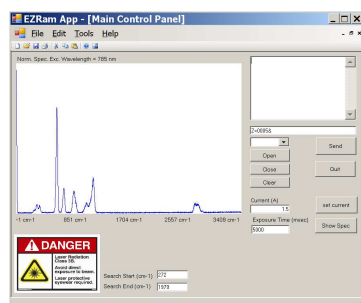 EZRam App - [Main Control Panel]
File Edit Tools Help
Norm. Spec. Exc. Wavelength = 785 nm
Z+0005&
Send
Open
Close
Clear
Quit
Current (A)
1.5
set current
Exposure Time (msec)
5000
Show Spec
-1 cm-1 851 cm-1 1704 cm-1 2557 cm-1 3409 cm-1
DANGER
Laser Radiation
Class 3B.
Avoid direct
exposure to beam.
Laser protective
eyewear required.
Search Start (cm-1) 272
Search End (cm-1) 1970